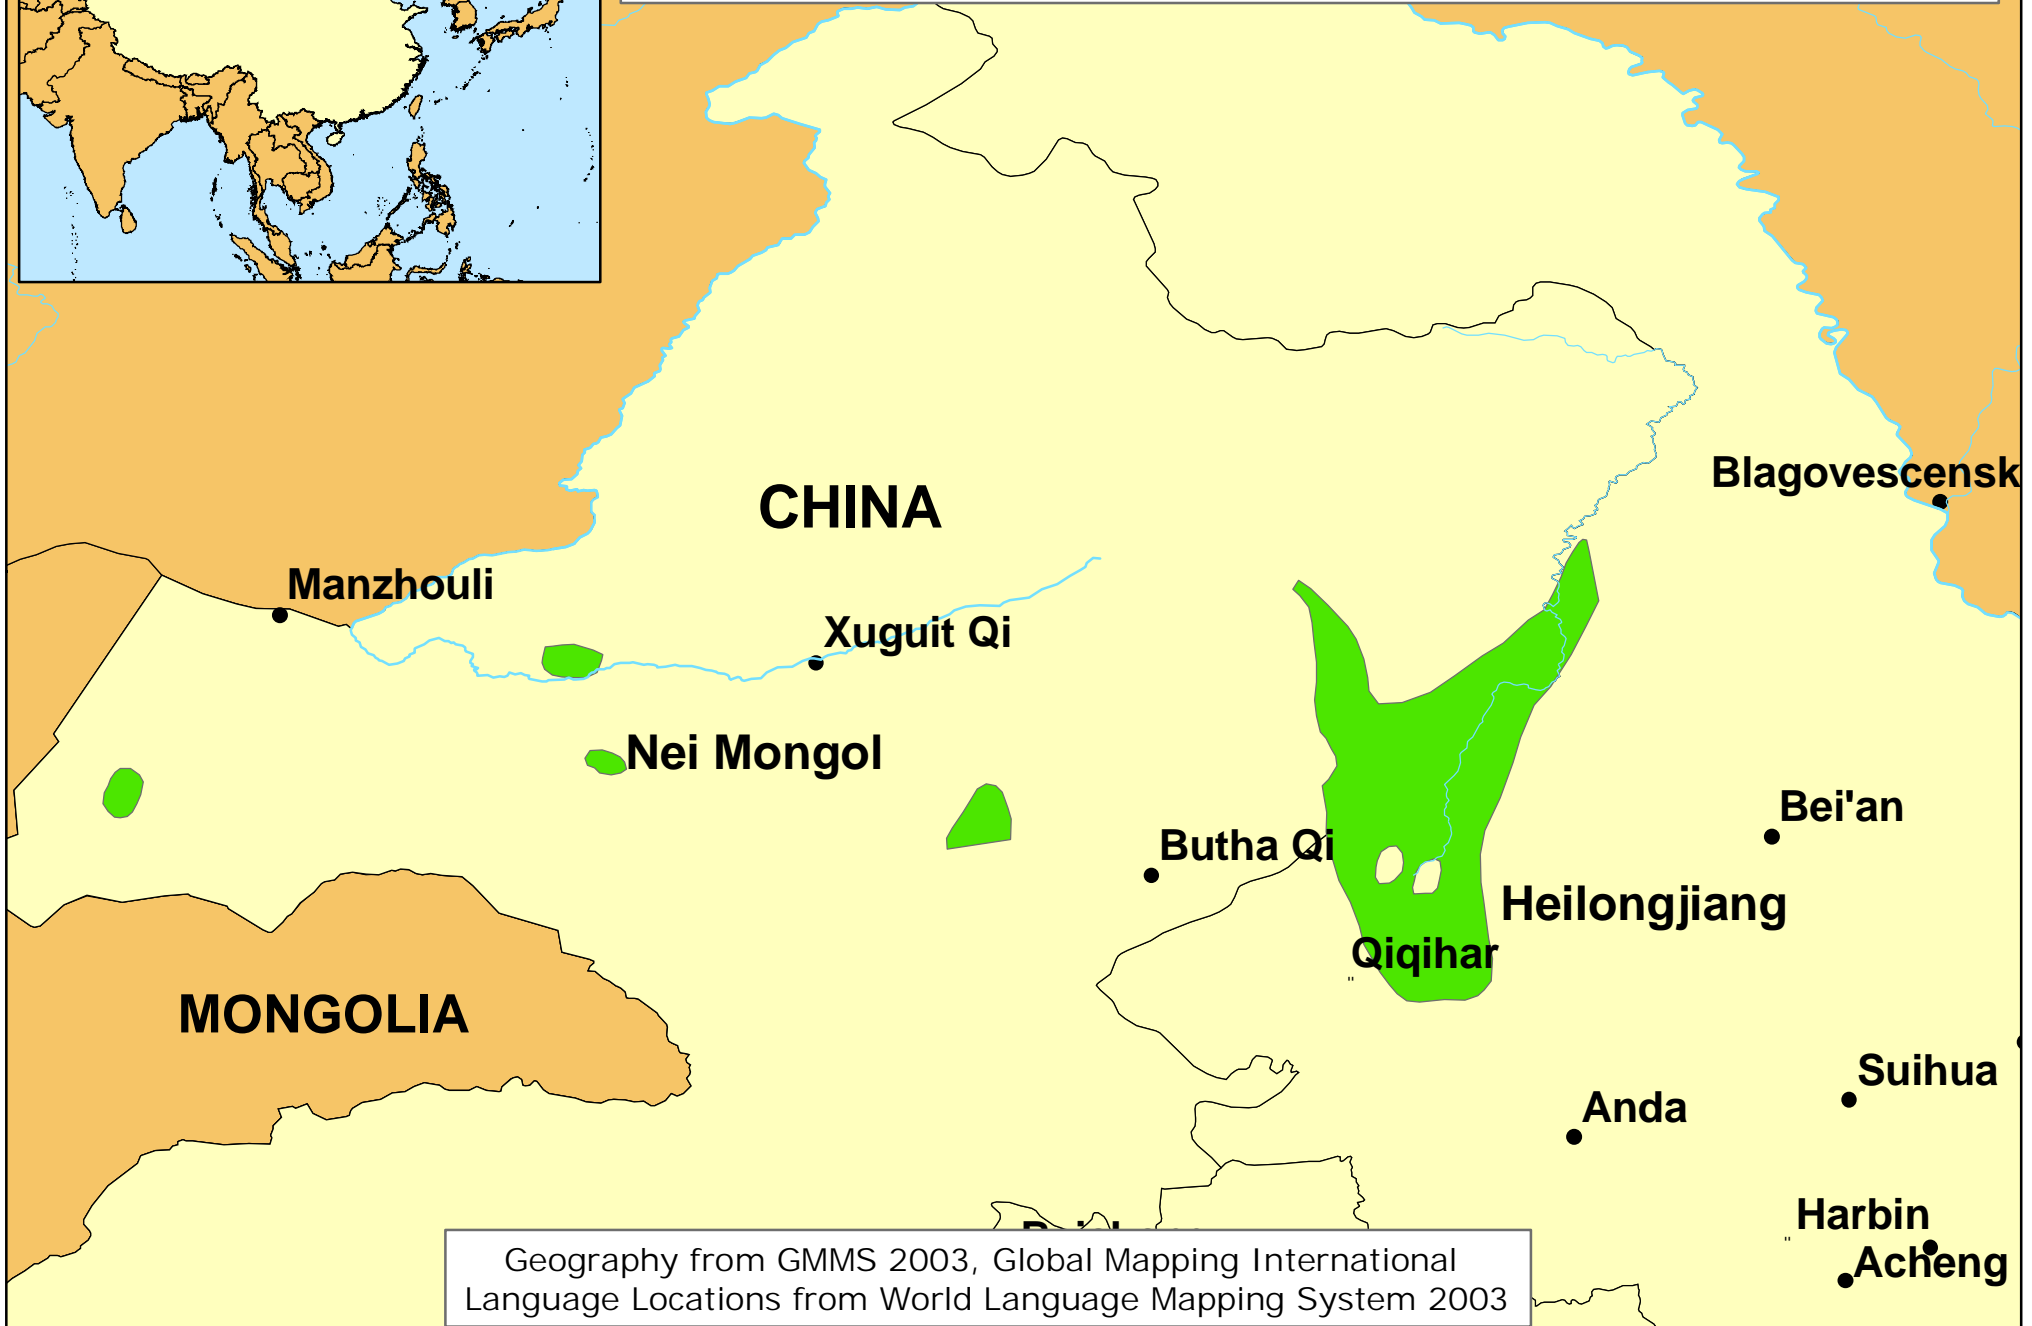 CHINA
Blagovescensk
Manzhouli
Xuguit Qi
Nei Mongol
Bei'an
Butha Qi
Heilongjiang
Qiqihar
MONGOLIA
Suihua
Anda
Harbin
Acheng
Geography from GMMS 2003, Global Mapping International
Language Locations from World Language Mapping System 2003